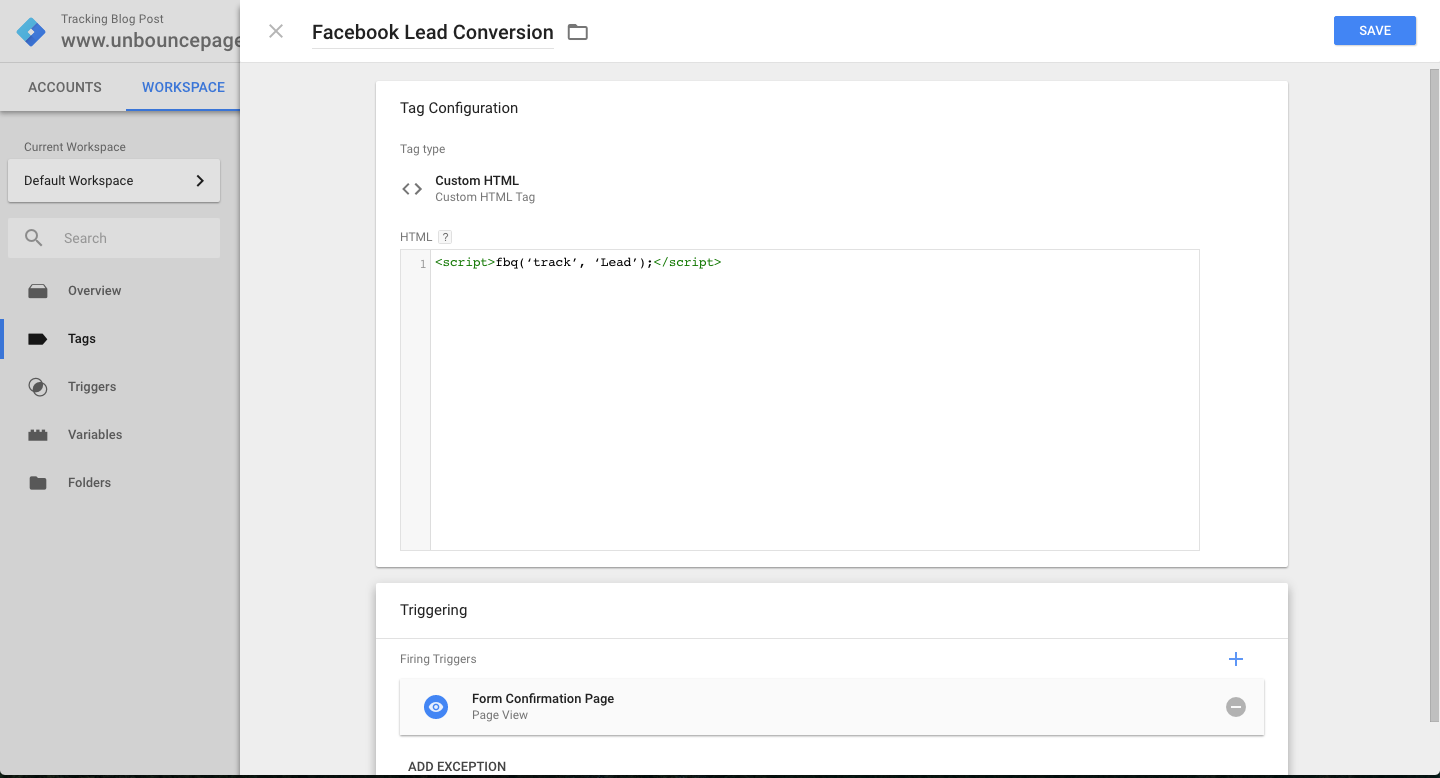 Tracking Blog Post
www.unbouncepage
Facebook Lead Conversion
SAVE
ACCOUNTS
WORKSPACE
Current Workspace
Default Workspace
Search
Overview
Tags
Triggers
Variables
Folders
Tag Configuration
Tag type
Custom HTML
Custom HTML Tag
HTML ?
1 <script>fbq(‘track’, ‘Lead’);</script>
Triggering
Firing Triggers
Form Confirmation Page
Page View
ADD EXCEPTION